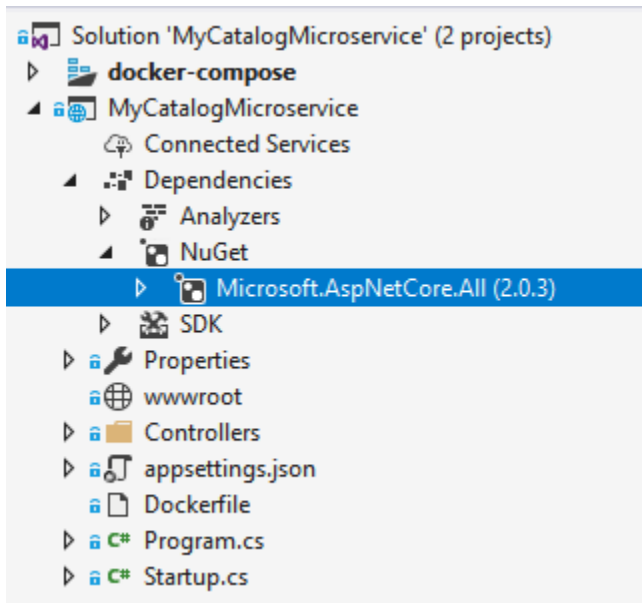 Solution 'MyCatalogMicroservice' (2 projects)
docker-compose
MyCatalogMicroservice
Connected Services
Dependencies
Analyzers
NuGet
Microsoft.AspNetCore.All (2.0.3)
SDK
Properties
wwwroot
Controllers
appsettings.json
Dockerfile
C# Program.cs
C# Startup.cs